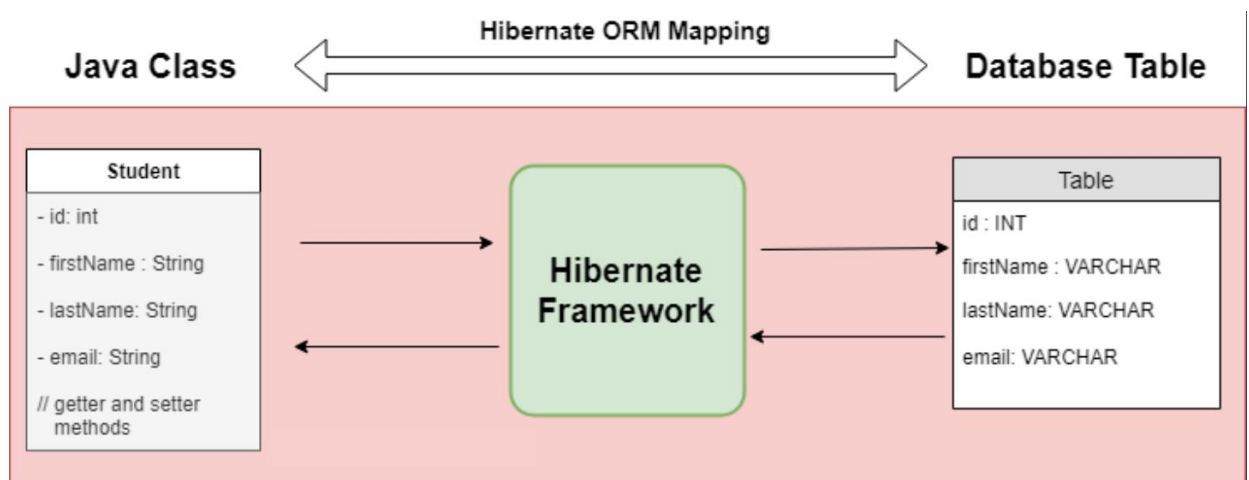 Hibernate ORM Mapping
Java Class
Database Table
Student
- id: int
- firstName : String
- lastName: String
- email: String
// getter and setter
methods
Hibernate
Framework
Table
id : INT
firstName : VARCHAR
lastName: VARCHAR
email: VARCHAR